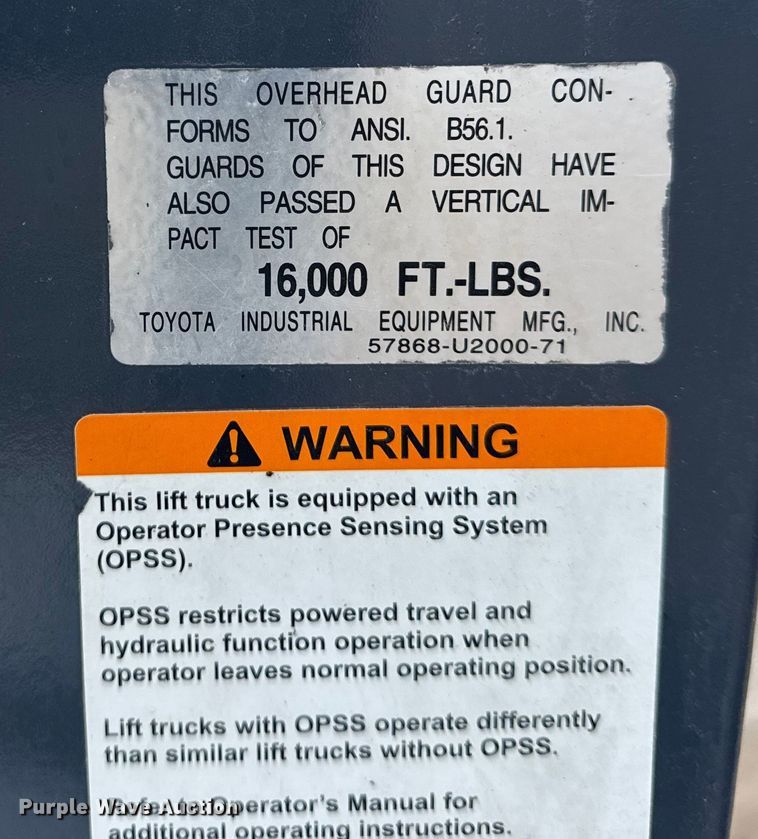 THIS OVERHEAD GUARD CON-
FORMS TO ANSI. B56.1.
GUARDS OF THIS DESIGN HAVE
ALSO PASSED A VERTICAL IM-
PACT TEST OF
16,000 FT.-LBS.
TOYOTA INDUSTRIAL EQUIPMENT MFG., INC.
57868-U2000-71
WARNING
This lift truck is equipped with an
Operator Presence Sensing System
(OPSS).
OPSS restricts powered travel and
hydraulic function operation when
operator leaves normal operating position.
Lift trucks with OPSS operate differently
than similar lift trucks without OPSS.
Refer to Operator's Manual for
additional operating instructions.
Purple Wave Auction